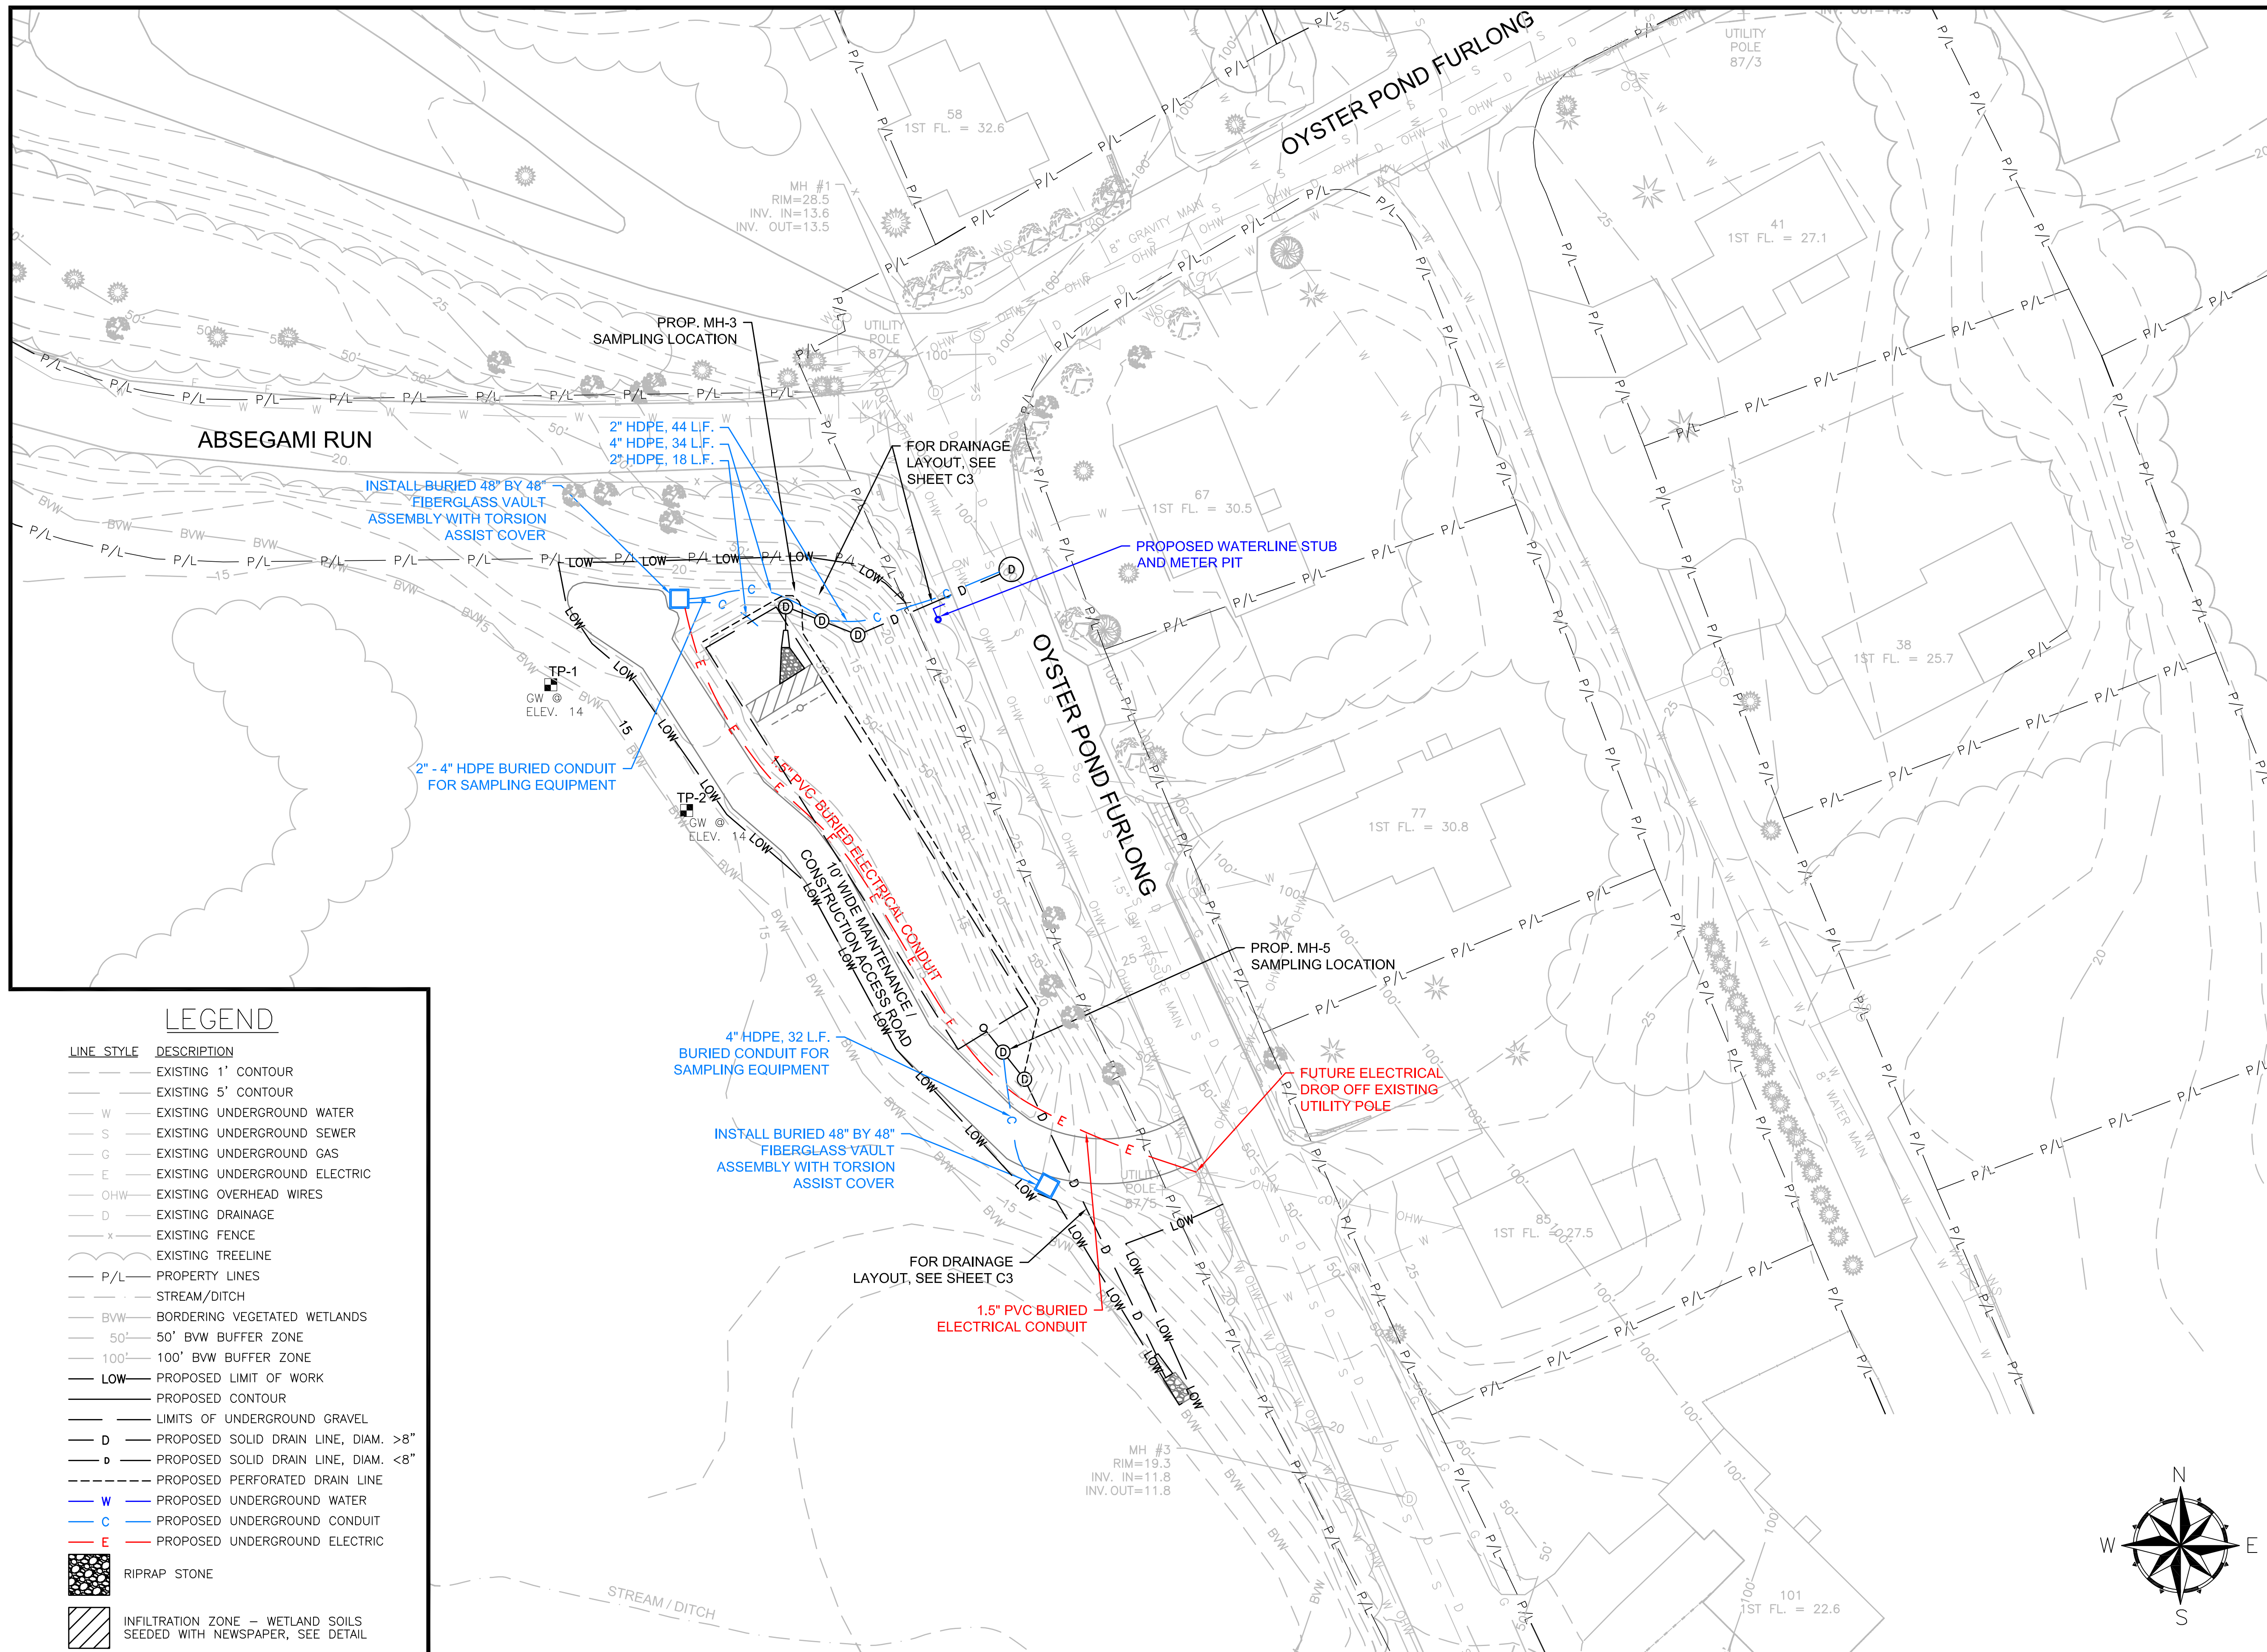 OYSTER POND FURLONG
UTILITY
POLE
87/3
58
1ST FL. = 32.6
MH #1
RIM=28.5
INV. IN=13.6
INV. OUT=13.5
8" GRAVITY MAIN
41
1ST FL. = 27.1
PROP. MH-3
SAMPLING LOCATION
UTILITY
POLE
87/4
ABSEGAMI RUN
2" HDPE, 44 L.F.
4" HDPE, 34 L.F.
2" HDPE, 18 L.F.
FOR DRAINAGE
LAYOUT, SEE
SHEET C3
INSTALL BURIED 48" BY 48"
FIBERGLASS VAULT
ASSEMBLY WITH TORSION
ASSIST COVER
67
1ST FL. = 30.5
PROPOSED WATERLINE STUB
AND METER PIT
38
1ST FL. = 25.7
TP-1
GW @
ELEV. 14
OYSTER POND FURLONG
2" - 4" HDPE BURIED CONDUIT
FOR SAMPLING EQUIPMENT
TP-2
GW @
ELEV. 14
1.5" PVC BURIED ELECTRICAL CONDUIT
10' WIDE MAINTENANCE /
CONSTRUCTION ACCESS ROAD
77
1ST FL. = 30.8
PROP. MH-5
SAMPLING LOCATION
4" HDPE, 32 L.F.
BURIED CONDUIT FOR
SAMPLING EQUIPMENT
FUTURE ELECTRICAL
DROP OFF EXISTING
UTILITY POLE
8" WATER MAIN
INSTALL BURIED 48" BY 48"
FIBERGLASS VAULT
ASSEMBLY WITH TORSION
ASSIST COVER
UTILITY
POLE
87/5
85
1ST FL. = 27.5
FOR DRAINAGE
LAYOUT, SEE SHEET C3
1.5" PVC BURIED
ELECTRICAL CONDUIT
MH #3
RIM=19.3
INV. IN=11.8
INV. OUT=11.8
STREAM / DITCH
101
1ST FL. = 22.6
N
W
E
S
LEGEND
LINE STYLE DESCRIPTION
EXISTING 1' CONTOUR
EXISTING 5' CONTOUR
W EXISTING UNDERGROUND WATER
S EXISTING UNDERGROUND SEWER
G EXISTING UNDERGROUND GAS
E EXISTING UNDERGROUND ELECTRIC
OHW EXISTING OVERHEAD WIRES
D EXISTING DRAINAGE
x EXISTING FENCE
EXISTING TREELINE
P/L PROPERTY LINES
STREAM/DITCH
BVW BORDERING VEGETATED WETLANDS
50' 50' BVW BUFFER ZONE
100' 100' BVW BUFFER ZONE
LOW PROPOSED LIMIT OF WORK
PROPOSED CONTOUR
LIMITS OF UNDERGROUND GRAVEL
D PROPOSED SOLID DRAIN LINE, DIAM. >8"
D PROPOSED SOLID DRAIN LINE, DIAM. <8"
PROPOSED PERFORATED DRAIN LINE
W PROPOSED UNDERGROUND WATER
C PROPOSED UNDERGROUND CONDUIT
E PROPOSED UNDERGROUND ELECTRIC
RIPRAP STONE
INFILTRATION ZONE – WETLAND SOILS
SEEDED WITH NEWSPAPER, SEE DETAIL